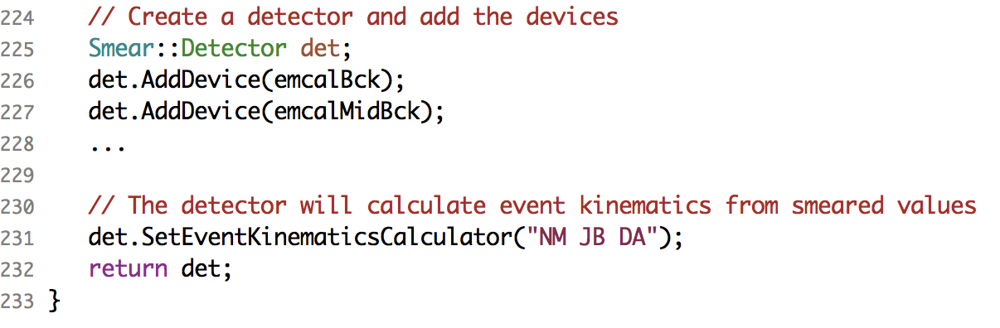 224 // Create a detector and add the devices
225 Smear::Detector det;
226 det.AddDevice(emcalBck);
227 det.AddDevice(emcalMidBck);
228 ...
229
230 // The detector will calculate event kinematics from smeared values
231 det.SetEventKinematicsCalculator("NM JB DA");
232 return det;
233 }